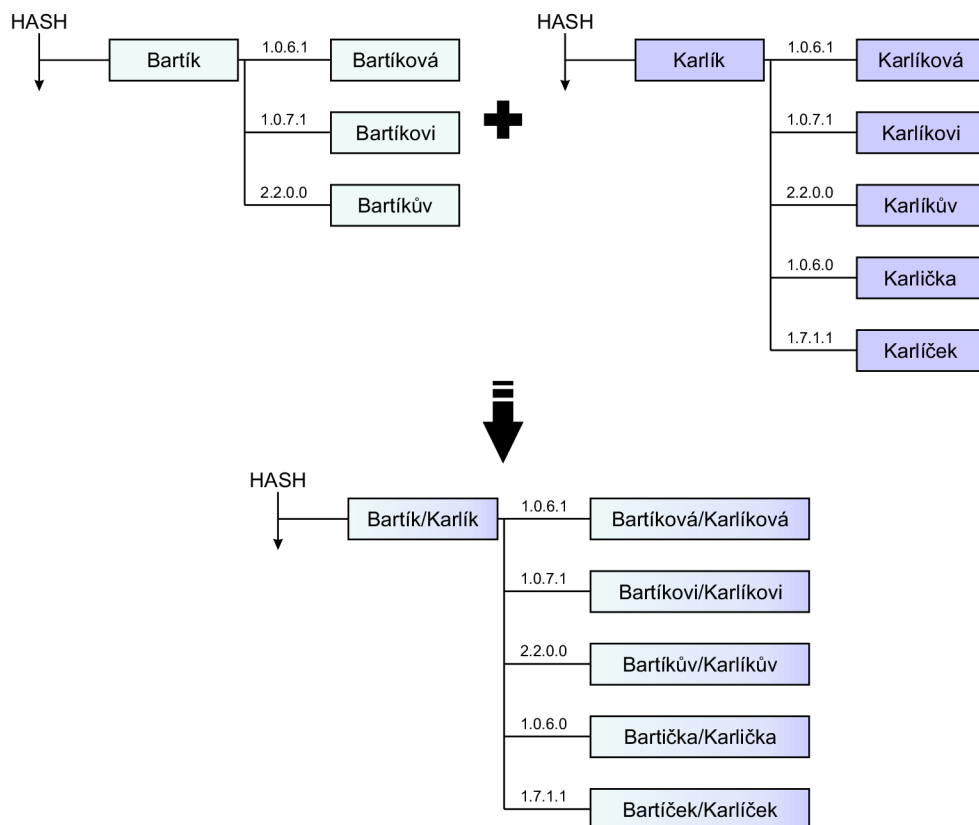 HASH
Bartík
1.0.6.1
Bartíková
1.0.7.1
Bartíkovi
2.2.0.0
Bartíkův
HASH
Karlík
1.0.6.1
Karlíková
1.0.7.1
Karlíkovi
2.2.0.0
Karlíkův
1.0.6.0
Karlička
1.7.1.1
Karlíček
HASH
Bartík/Karlík
1.0.6.1
Bartíková/Karlíková
1.0.7.1
Bartíkovi/Karlíkovi
2.2.0.0
Bartíkův/Karlíkův
1.0.6.0
Bartička/Karlička
1.7.1.1
Bartíček/Karlíček